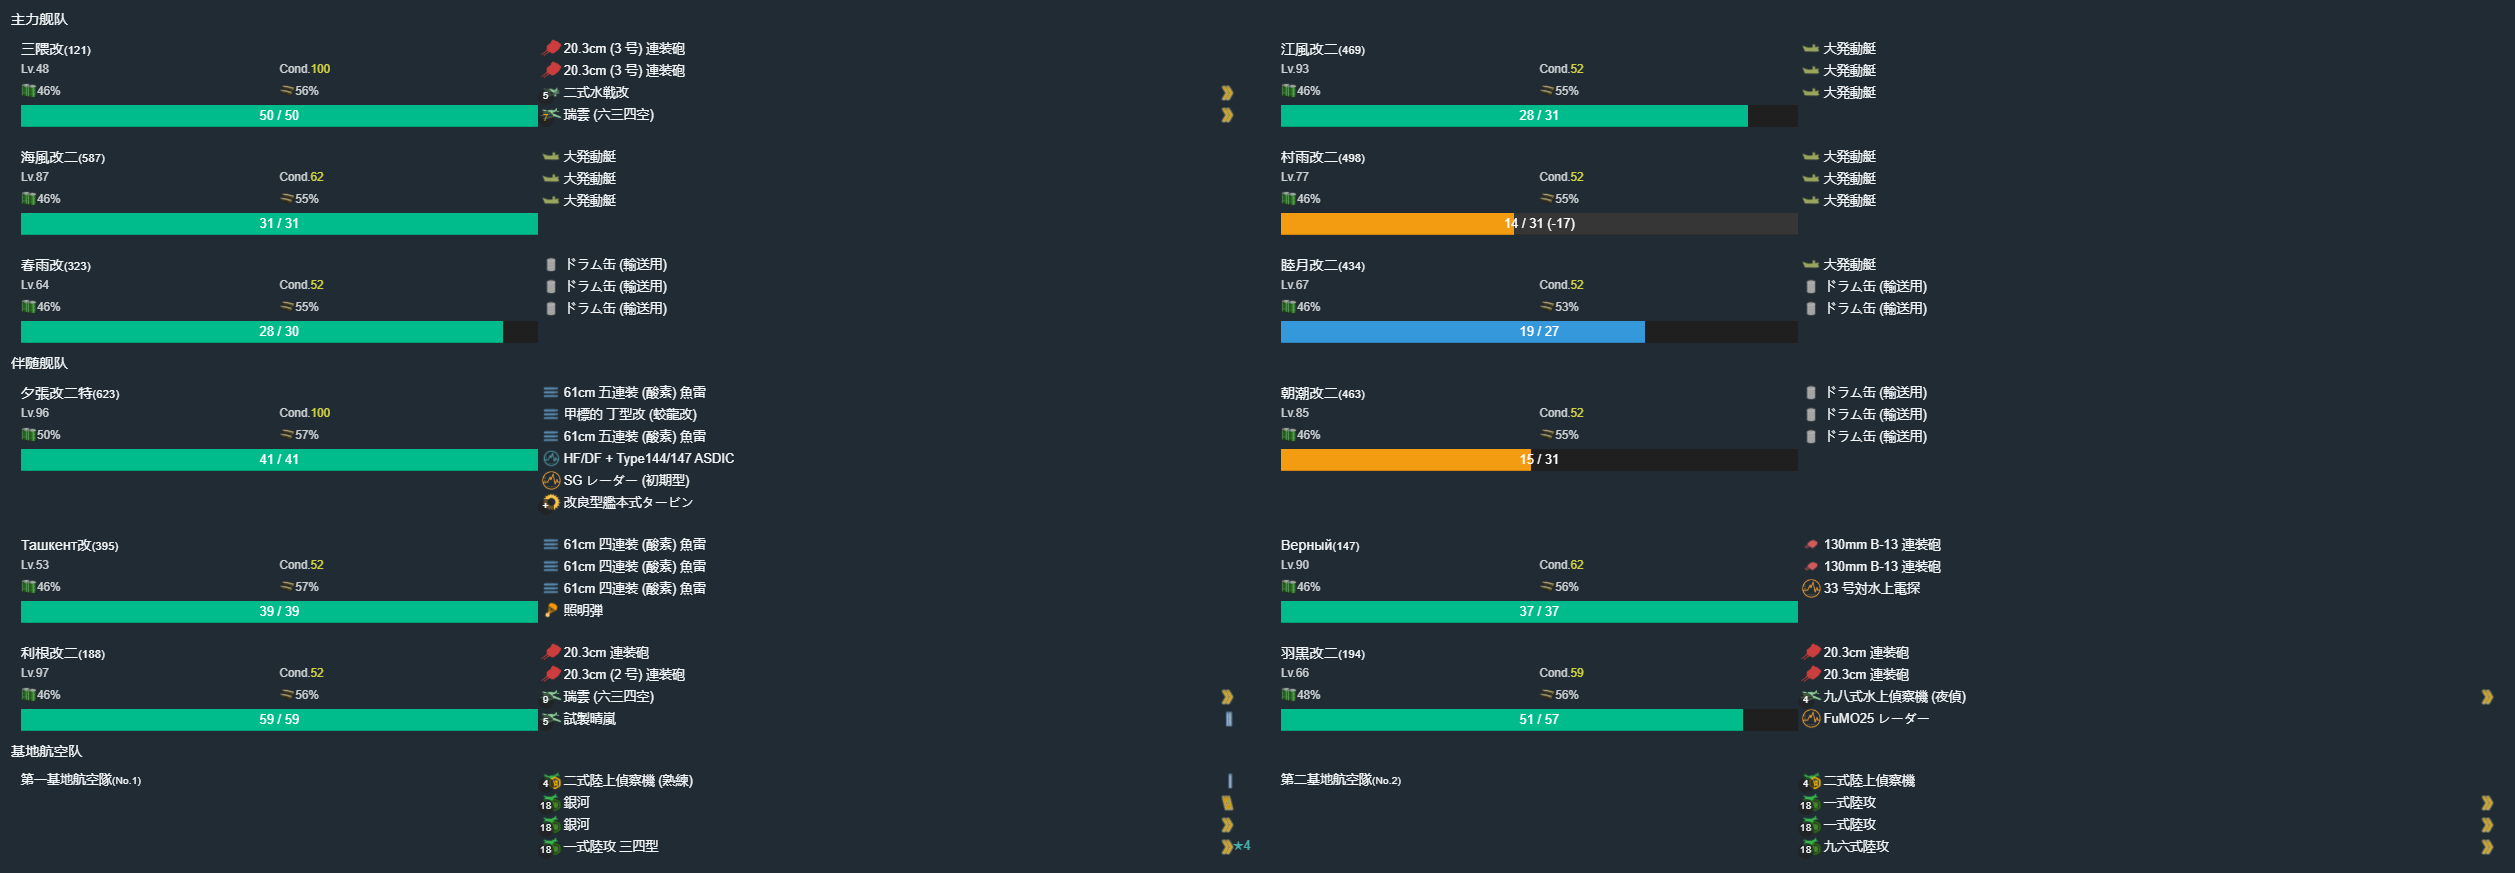 主力舰队
三隈改(121)
Lv.48 Cond.100
46% 56%
50 / 50
20.3cm (3 号) 連装砲
20.3cm (3 号) 連装砲
5 二式水戦改
7 瑞雲 (六三四空)
江風改二(469)
Lv.93 Cond.52
46% 55%
28 / 31
大発動艇
大発動艇
大発動艇
海風改二(587)
Lv.87 Cond.62
46% 55%
31 / 31
大発動艇
大発動艇
大発動艇
村雨改二(498)
Lv.77 Cond.52
46% 55%
14 / 31 (-17)
大発動艇
大発動艇
大発動艇
春雨改(323)
Lv.64 Cond.52
46% 55%
28 / 30
ドラム缶 (輸送用)
ドラム缶 (輸送用)
ドラム缶 (輸送用)
睦月改二(434)
Lv.67 Cond.52
46% 53%
19 / 27
大発動艇
ドラム缶 (輸送用)
ドラム缶 (輸送用)
伴随舰队
夕張改二特(623)
Lv.96 Cond.100
50% 57%
41 / 41
61cm 五連装 (酸素) 魚雷
甲標的 丁型改 (蛟龍改)
61cm 五連装 (酸素) 魚雷
HF/DF + Type144/147 ASDIC
SG レーダー (初期型)
+ 改良型艦本式タービン
朝潮改二(463)
Lv.85 Cond.52
46% 55%
15 / 31
ドラム缶 (輸送用)
ドラム缶 (輸送用)
ドラム缶 (輸送用)
Ташкент改(395)
Lv.53 Cond.52
46% 57%
39 / 39
61cm 四連装 (酸素) 魚雷
61cm 四連装 (酸素) 魚雷
61cm 四連装 (酸素) 魚雷
照明弾
Верный(147)
Lv.90 Cond.62
46% 56%
37 / 37
130mm B-13 連装砲
130mm B-13 連装砲
33 号対水上電探
利根改二(188)
Lv.97 Cond.52
46% 56%
59 / 59
20.3cm 連装砲
20.3cm (2 号) 連装砲
9 瑞雲 (六三四空)
5 試製晴嵐
羽黒改二(194)
Lv.66 Cond.59
48% 56%
51 / 57
20.3cm 連装砲
20.3cm 連装砲
4 九八式水上偵察機 (夜偵)
FuMO25 レーダー
基地航空队
第一基地航空隊(No.1)
4 二式陸上偵察機 (熟練)
18 銀河
18 銀河
18 一式陸攻 三四型 ★4
第二基地航空隊(No.2)
4 二式陸上偵察機
18 一式陸攻
18 一式陸攻
18 九六式陸攻